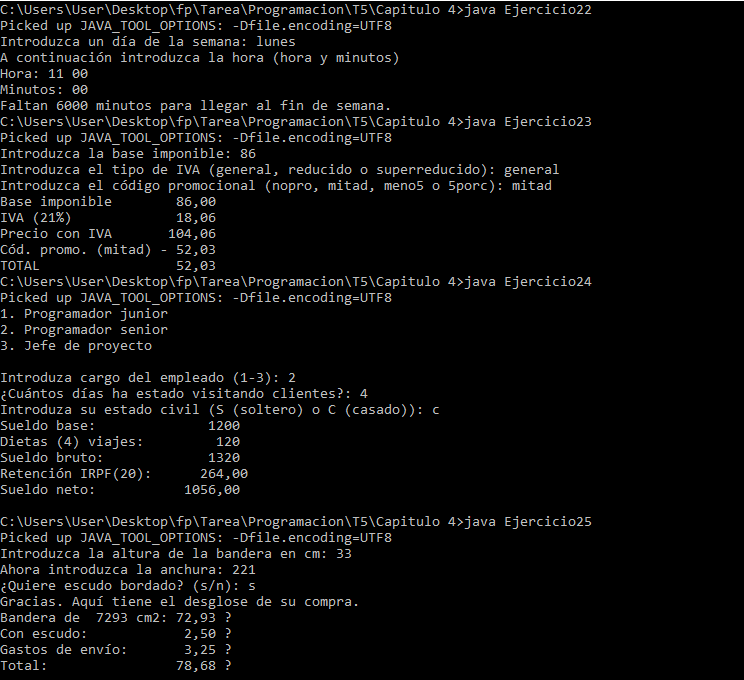 C:\Users\User\Desktop\fp\Tarea\Programacion\T5\Capitulo 4>java Ejercicio22
Picked up JAVA_TOOL_OPTIONS: -Dfile.encoding=UTF8
Introduzca un día de la semana: lunes
A continuación introduzca la hora (hora y minutos)
Hora: 11 00
Minutos: 00
Faltan 6000 minutos para llegar al fin de semana.
C:\Users\User\Desktop\fp\Tarea\Programacion\T5\Capitulo 4>java Ejercicio23
Picked up JAVA_TOOL_OPTIONS: -Dfile.encoding=UTF8
Introduzca la base imponible: 86
Introduzca el tipo de IVA (general, reducido o superreducido): general
Introduzca el código promocional (nopro, mitad, meno5 o 5porc): mitad
Base imponible        86,00
IVA (21%)             18,06
Precio con IVA       104,06
Cód. promo. (mitad) - 52,03
TOTAL                 52,03
C:\Users\User\Desktop\fp\Tarea\Programacion\T5\Capitulo 4>java Ejercicio24
Picked up JAVA_TOOL_OPTIONS: -Dfile.encoding=UTF8
1. Programador junior
2. Programador senior
3. Jefe de proyecto
Introduza cargo del empleado (1-3): 2
¿Cuántos días ha estado visitando clientes?: 4
Introduza su estado civil (S (soltero) o C (casado)): c
Sueldo base:              1200
Dietas (4) viajes:         120
Sueldo bruto:             1320
Retención IRPF(20):      264,00
Sueldo neto:           1056,00
C:\Users\User\Desktop\fp\Tarea\Programacion\T5\Capitulo 4>java Ejercicio25
Picked up JAVA_TOOL_OPTIONS: -Dfile.encoding=UTF8
Introduzca la altura de la bandera en cm: 33
Ahora introduzca la anchura: 221
¿Quiere escudo bordado? (s/n): s
Gracias. Aquí tiene el desglose de su compra.
Bandera de  7293 cm2: 72,93 ?
Con escudo:            2,50 ?
Gastos de envío:       3,25 ?
Total:                78,68 ?